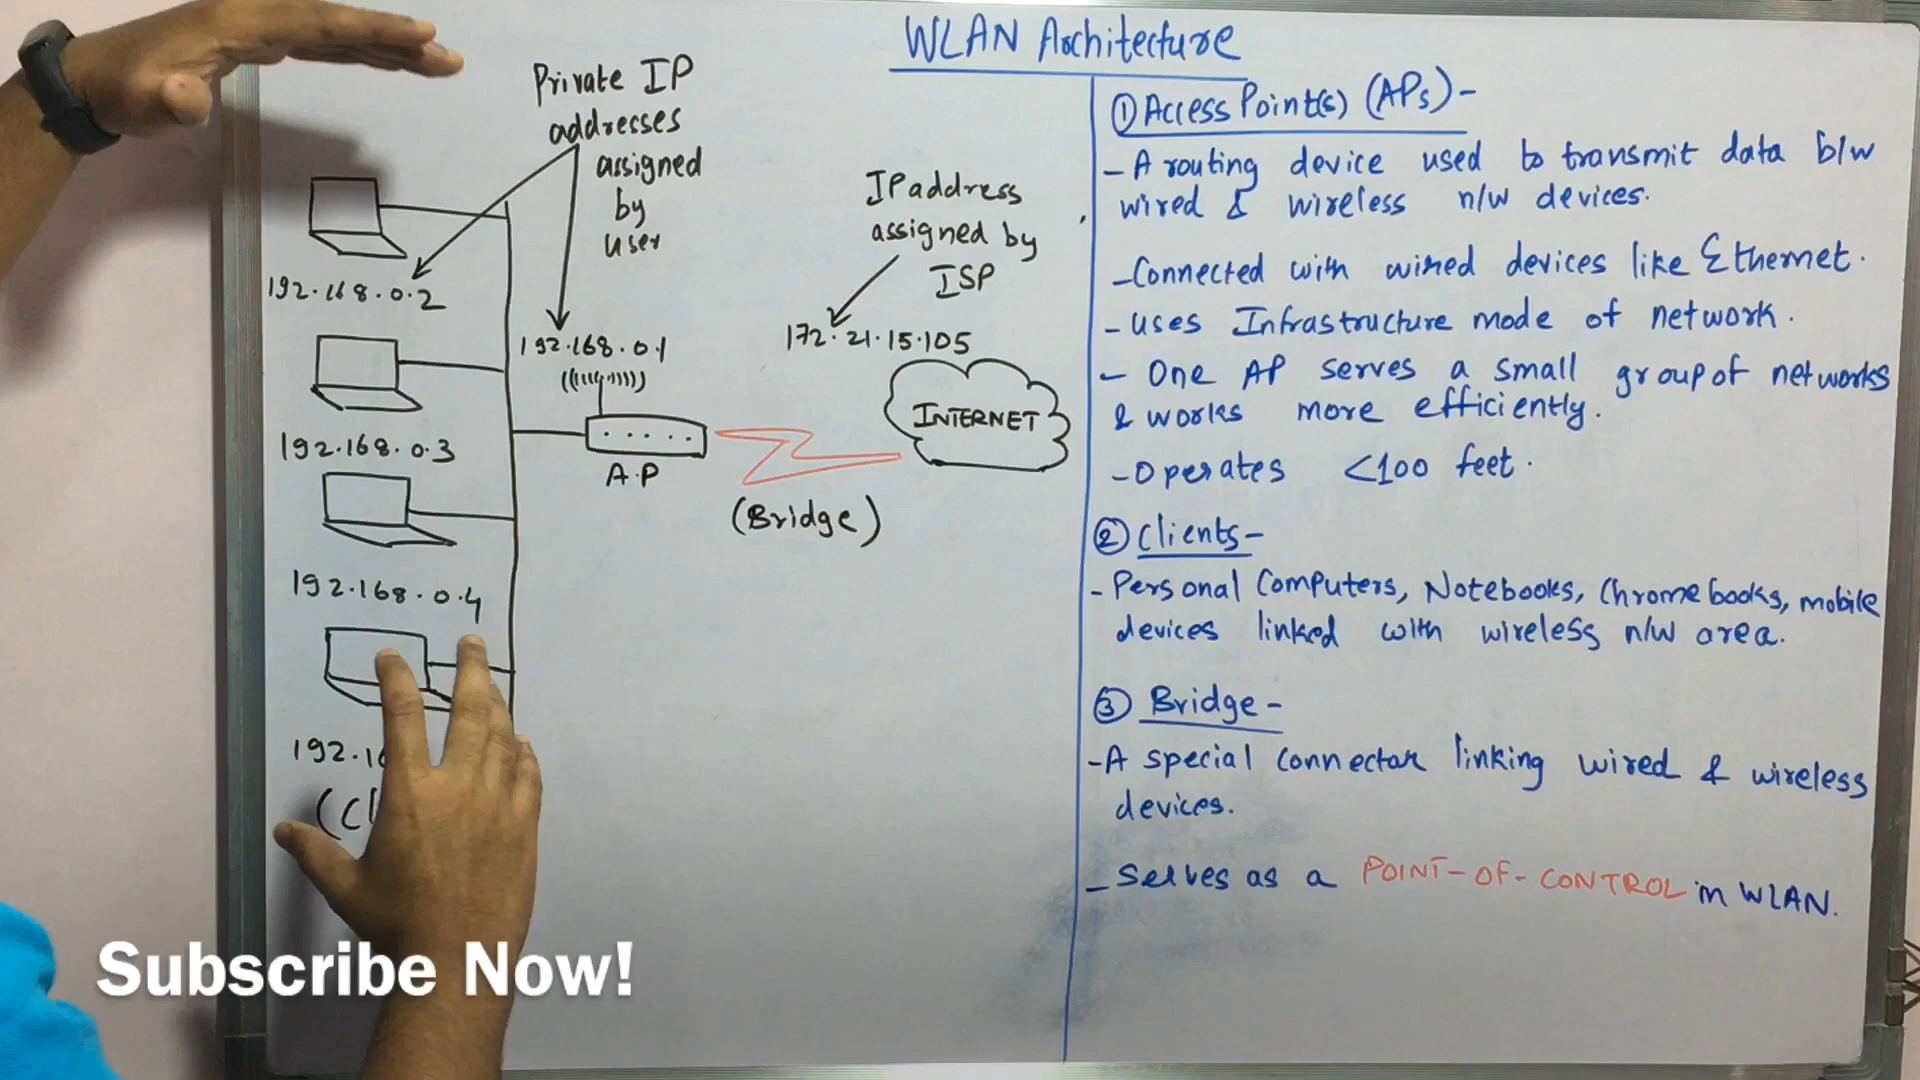 WLAN Architecture
Private IP
addresses
assigned
by
user
IP address
assigned by
ISP
192.168.0.2
192.168.0.1
172.21.15.105
192.168.0.3
INTERNET
A.P
(Bridge)
192.168.0.4
192.16
(Cl
① Access Point(s) (APs) -
- A routing device used to transmit data b/w
wired & wireless n/w devices.
- Connected with wired devices like Ethernet.
- uses Infrastructure mode of network.
- One AP serves a small group of networks
& works more efficiently.
- Operates <100 feet.
② Clients -
- Personal Computers, Notebooks, Chromebooks, mobile
devices linked with wireless n/w area.
③ Bridge -
- A special connector linking wired & wireless
devices.
- Serves as a POINT-OF-CONTROL in WLAN.
Subscribe Now!